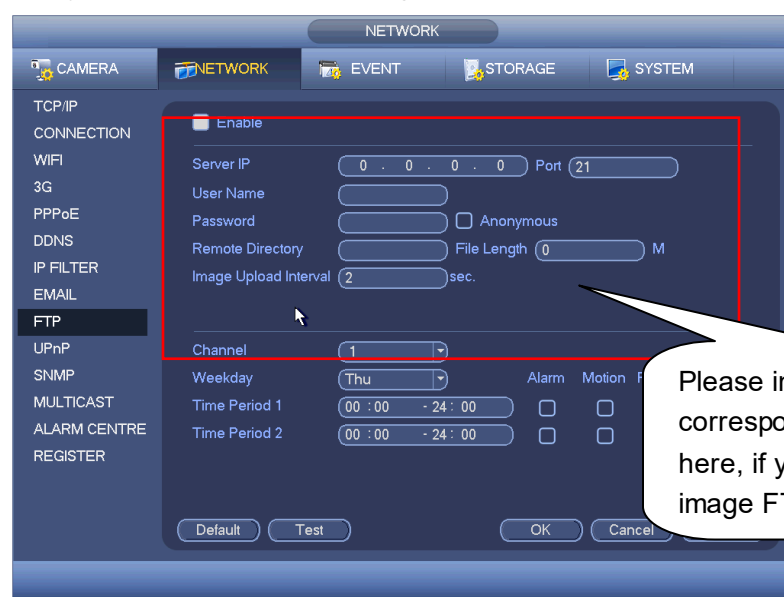 NETWORK
CAMERA NETWORK EVENT STORAGE SYSTEM
TCP/IP
CONNECTION
WIFI
3G
PPPoE
DDNS
IP FILTER
EMAIL
FTP
UPnP
SNMP
MULTICAST
ALARM CENTRE
REGISTER
Enable
Server IP 0 . 0 . 0 . 0 Port 21
User Name
Password Anonymous
Remote Directory File Length 0 M
Image Upload Interval 2 sec.
Channel 1
Weekday Thu Alarm Motion
Time Period 1 00 :00 - 24 : 00
Time Period 2 00 :00 - 24 : 00
Default Test OK Cancel
Please
here, if
image